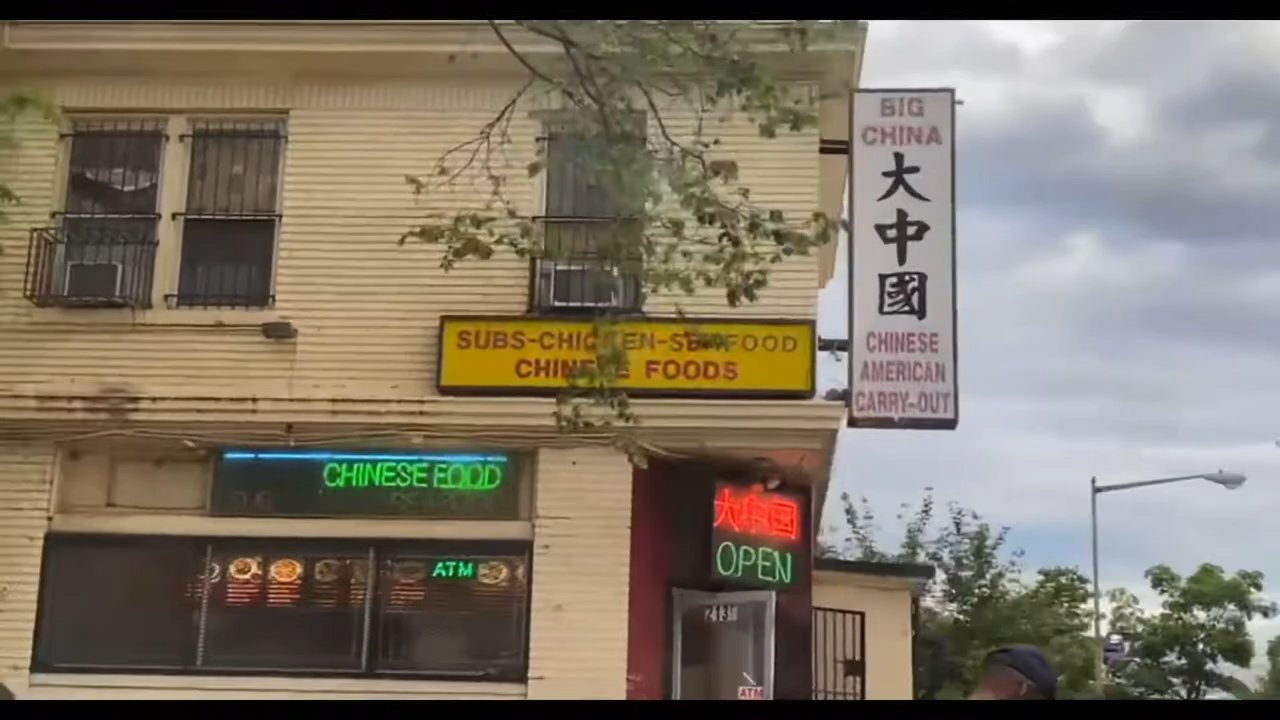 BIG
CHINA
大
中
國
CHINESE
AMERICAN
CARRY-OUT
SUBS-CHICKEN-SEAFOOD
CHINESE FOODS
CHINESE FOOD
大中国
OPEN
ATM
ATM